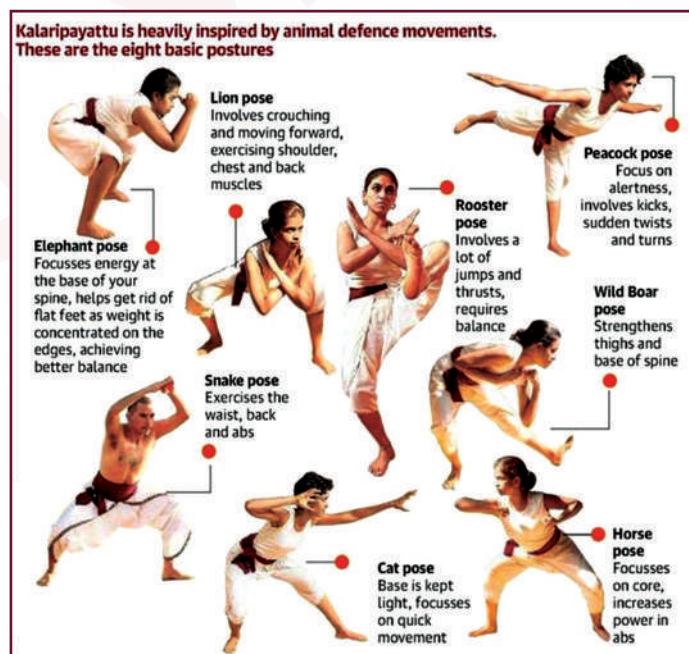 Kalaripayattu is heavily inspired by animal defence movements.
These are the eight basic postures
Lion pose
Involves crouching
and moving forward,
exercising shoulder,
chest and back
muscles
Peacock pose
Focus on
alertness,
involves kicks,
sudden twists
and turns
Elephant pose
Focusses energy at
the base of your
spine, helps get rid of
flat feet as weight is
concentrated on the
edges, achieving
better balance
Rooster
pose
Involves a
lot of
jumps and
thrusts,
requires
balance
Wild Boar
pose
Strengthens
thighs and
base of spine
Snake pose
Exercises the
waist, back
and abs
Cat pose
Base is kept
light, focusses
on quick
movement
Horse
pose
Focusses
on core,
increases
power in
abs